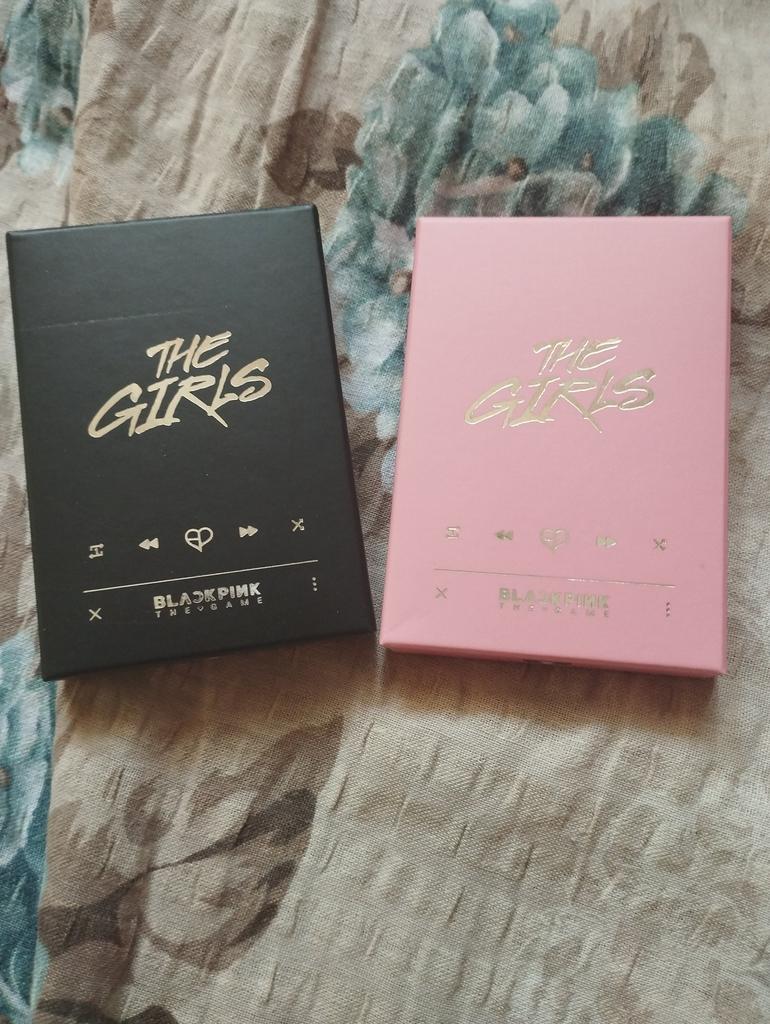 THE
GIRLS
BLACKPINK
THE GAME
THE
GIRLS
BLACKPINK
THE GAME